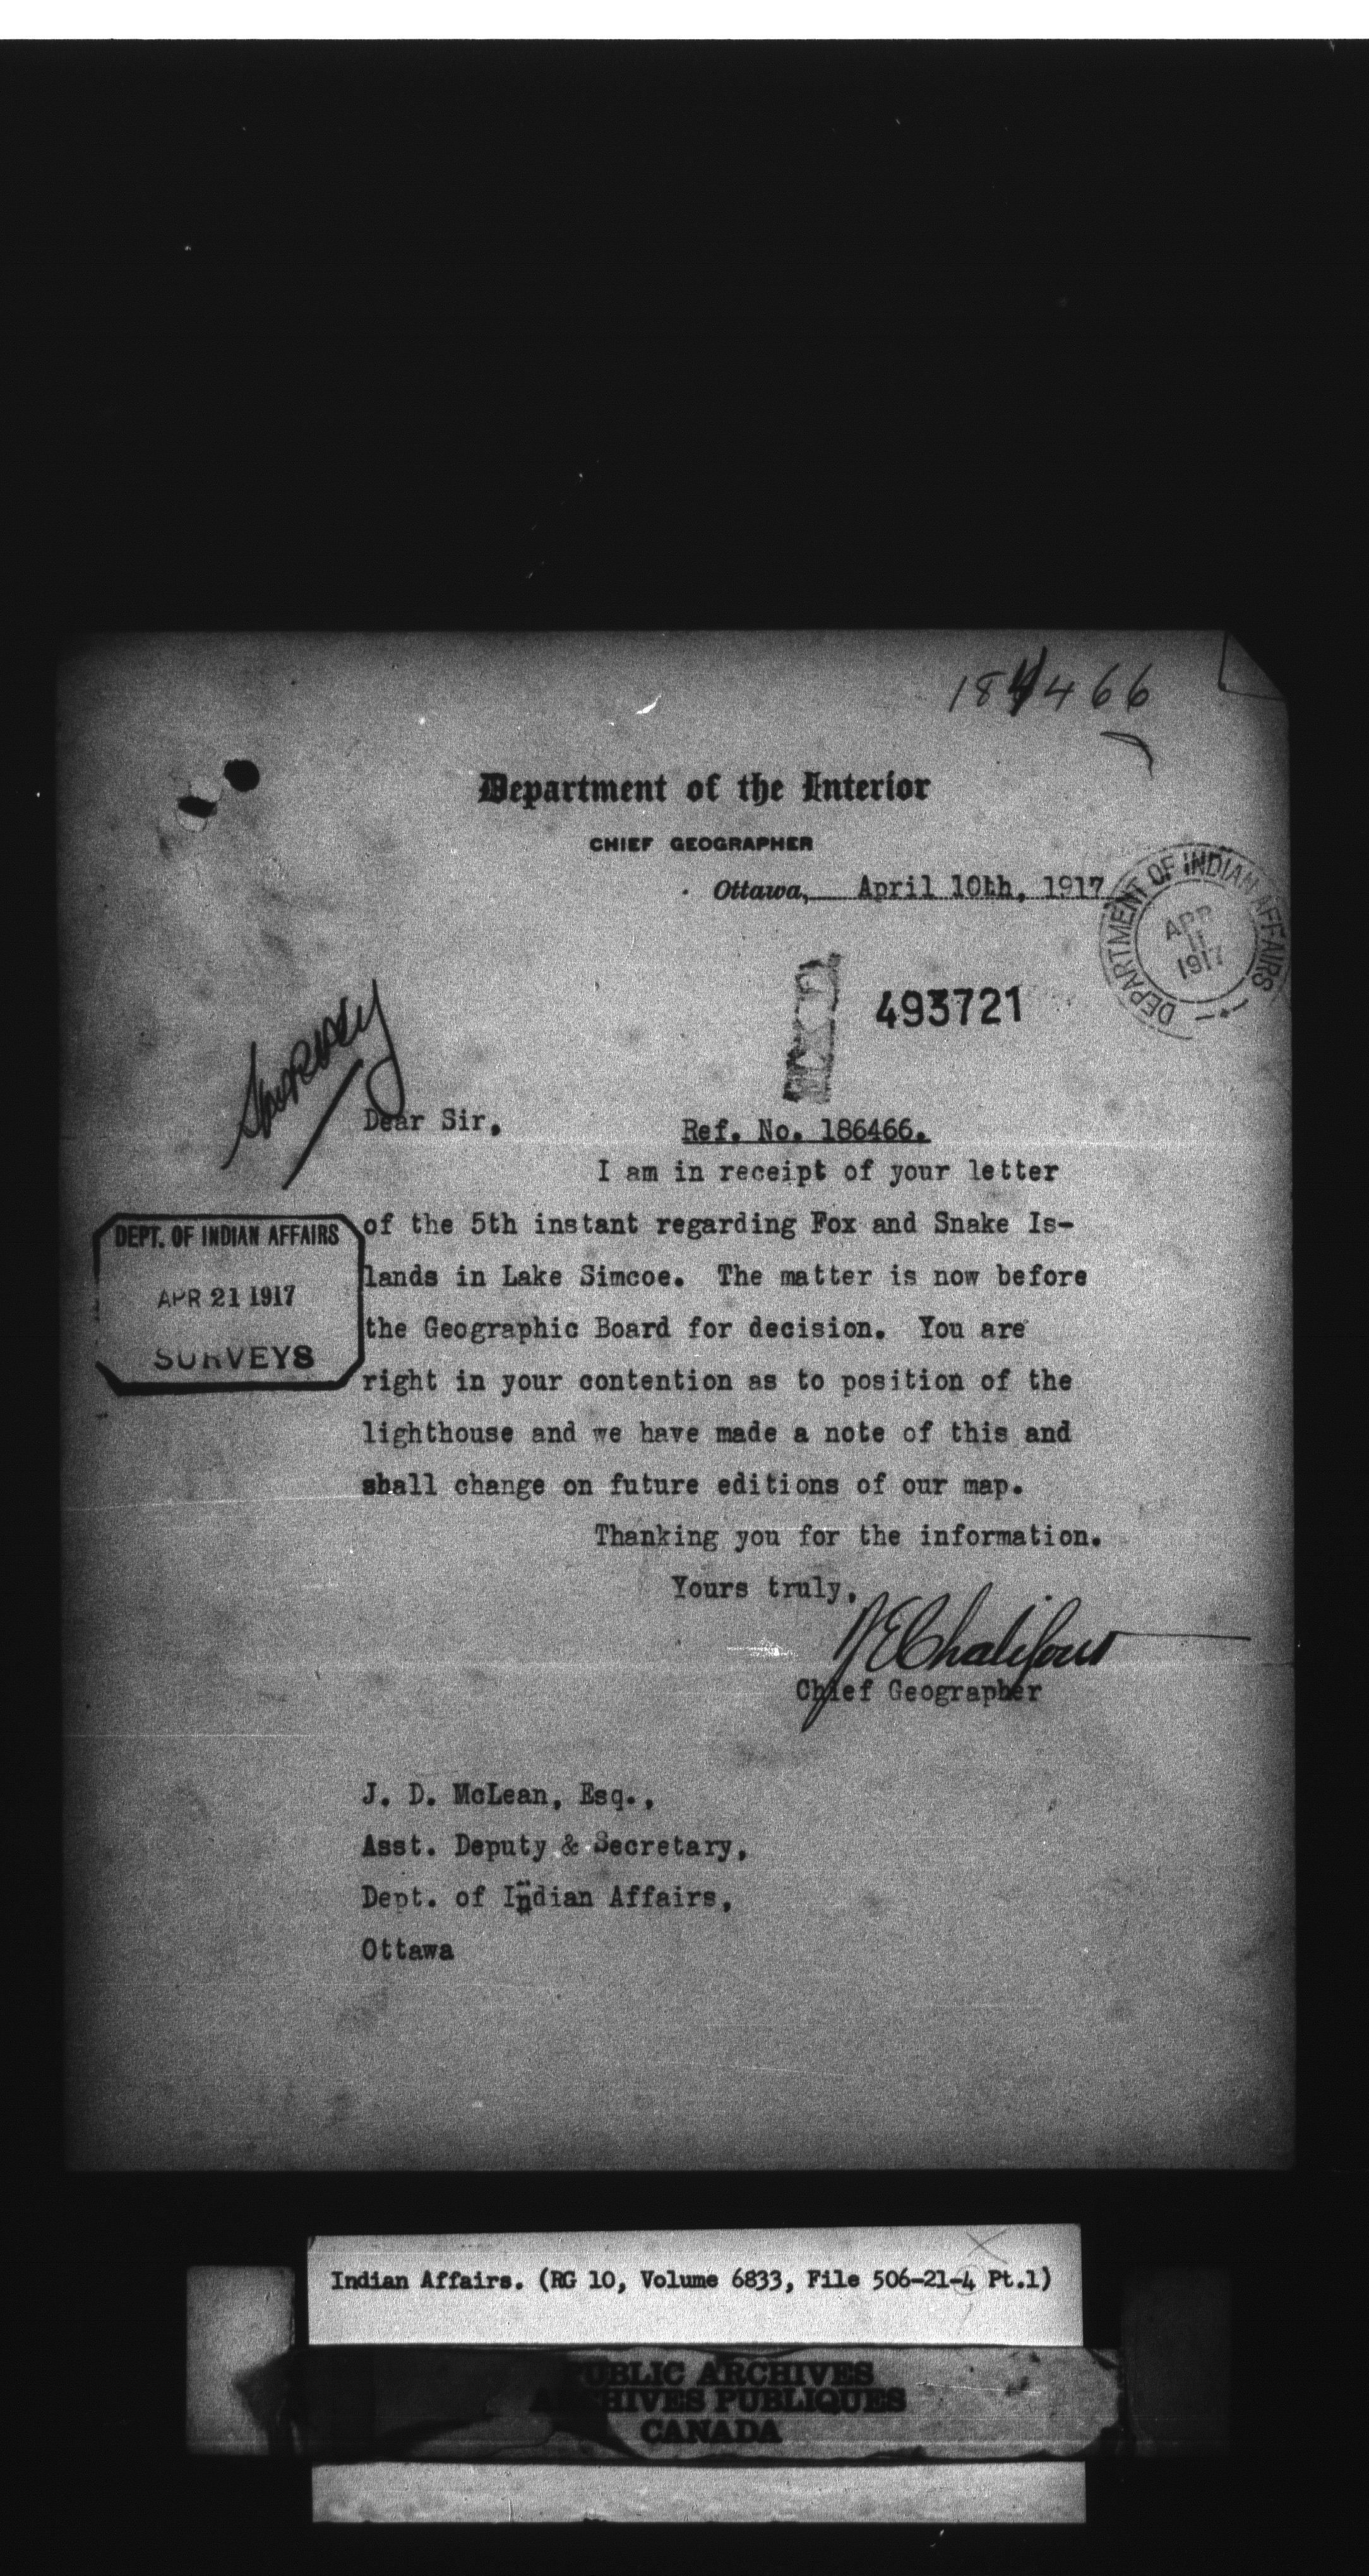 184466
Department of the Interior
CHIEF GEOGRAPHER
Ottawa, April 10th, 1917
DEPARTMENT OF INDIAN AFFAIRS
APR
11
1917
493721
Survey
Dear Sir,
Ref. No. 186466.
I am in receipt of your letter
of the 5th instant regarding Fox and Snake Is-
lands in Lake Simcoe. The matter is now before
the Geographic Board for decision. You are
right in your contention as to position of the
lighthouse and we have made a note of this and
shall change on future editions of our map.
Thanking you for the information.
DEPT. OF INDIAN AFFAIRS
APR 21 1917
SURVEYS
Yours truly,
JEChalifour
Chief Geographer
J. D. McLean, Esq.,
Asst. Deputy & Secretary,
Dept. of Indian Affairs,
Ottawa
Indian Affairs. (RG 10, Volume 6833, File 506-21-4 Pt.1)
PUBLIC ARCHIVES
ARCHIVES PUBLIQUES
CANADA